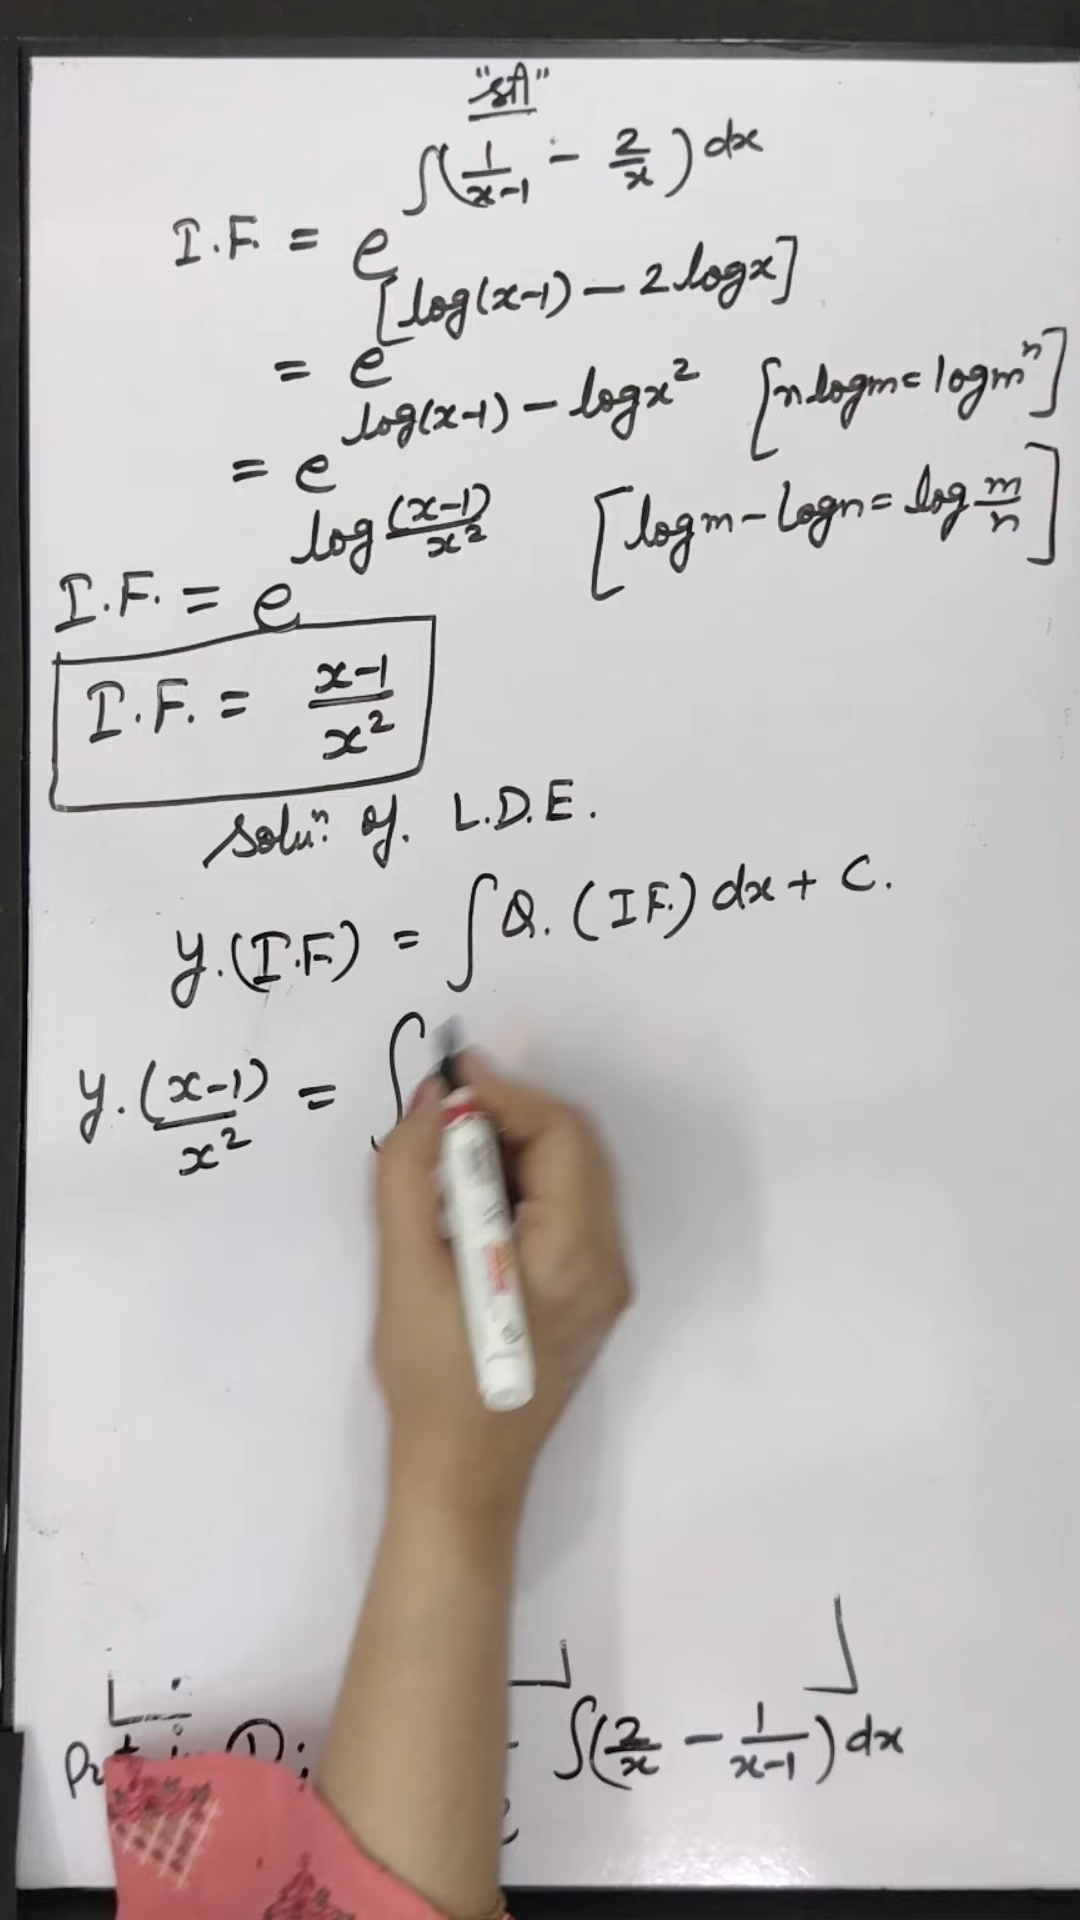 "श्री"
I.F. = e^{∫(1/(x-1) - 2/x) dx}
= e^{[log(x-1) - 2 log x]}
= e^{log(x-1) - log x²} [n log m = log mⁿ]
I.F. = e^{log (x-1)/x²} [log m - log n = log m/n]
I.F. = (x-1)/x²
soluⁿ. of. L.D.E.
y.(I.F.) = ∫Q.(I.F.) dx + C.
y.(x-1)/x² = ∫
∫(2/x - 1/(x-1)) dx